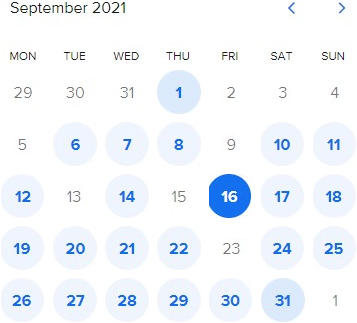 September 2021
MON TUE WED THU FRI SAT SUN
29 30 31 1 2 3 4
5 6 7 8 9 10 11
12 13 14 15 16 17 18
19 20 21 22 23 24 25
26 27 28 29 30 31 1